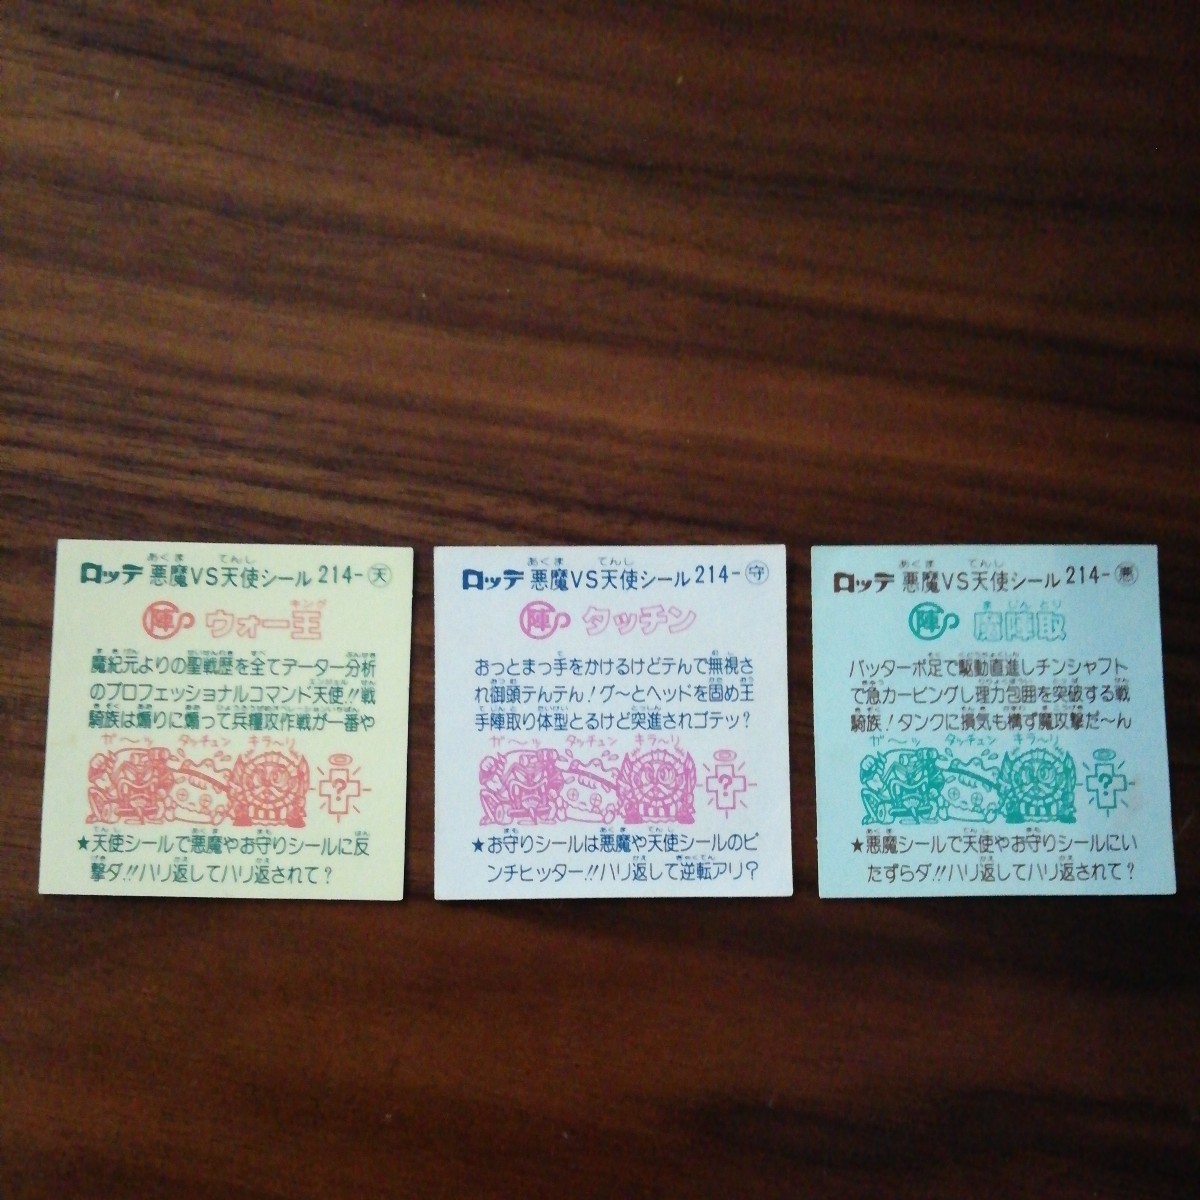 ロッテ 悪魔VS天使シール 214-天
陣 ウォー王
魔紀元よりの聖戦歴を全てデーター分析
のプロフェッショナルコマンド天使!!戦
騎族は煽りに煽って兵糧攻作戦が一番や
ガ〜ッ タッチュン キラ〜リ
?
★天使シールで悪魔やお守りシールに反
撃ダ!!ハリ返してハリ返されて?
ロッテ 悪魔VS天使シール 214-守
陣 タッチン
おっとまっ手をかけるけどテんで無視さ
れ御頭テんテん!グ〜とヘッドを固め王
手陣取り体型とるけど突進されゴテッ?
ガ〜ッ タッチュン キラ〜リ
?
★お守りシールは悪魔や天使シールのピ
ンチヒッター!!ハリ返して逆転アリ?
ロッテ 悪魔VS天使シール 214-悪
陣 魔陣取
バッターボ足で駆動直進しチンシャフト
で急カービングし理力包囲を突破する戦
騎族!タンクに損気も積す魔攻撃だ〜ん
ガ〜ッ タッチュン キラ〜リ
?
★悪魔シールで天使やお守りシールにい
たずらダ!!ハリ返してハリ返されて?